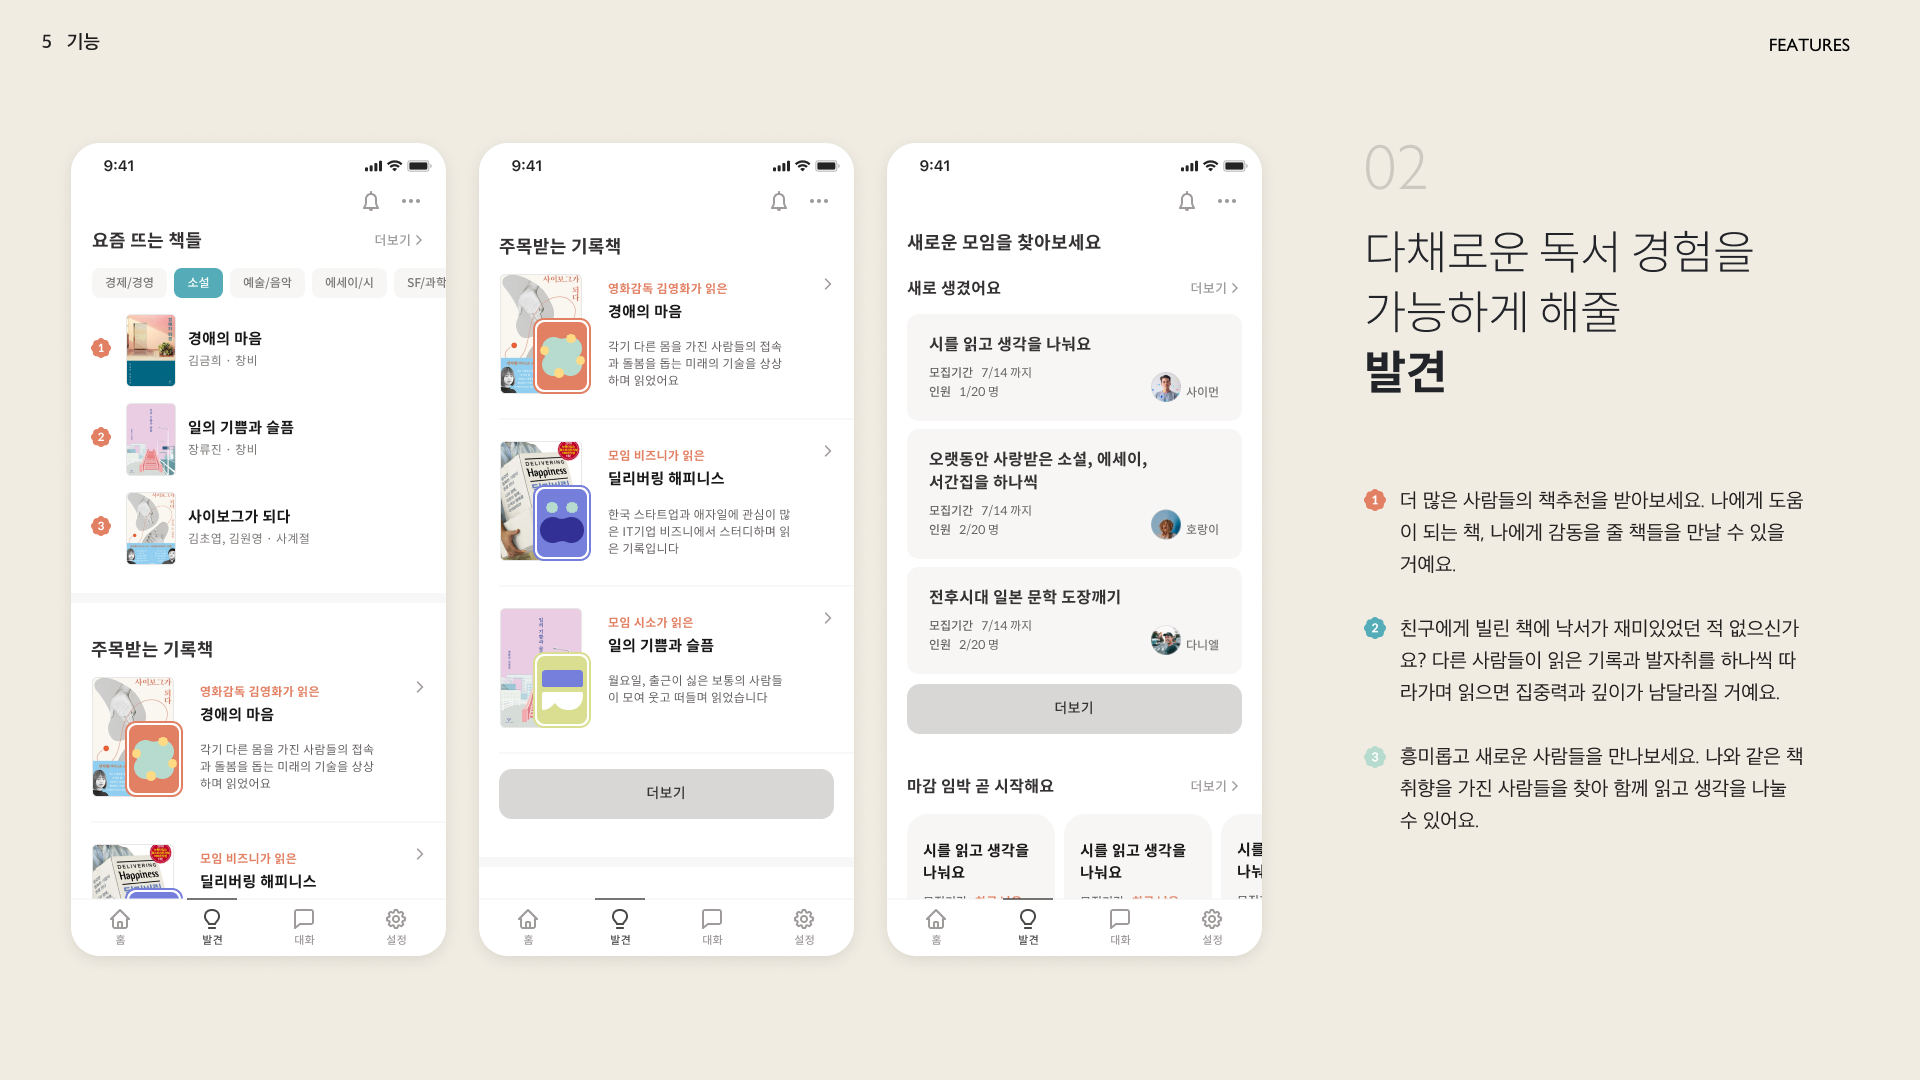 5 기능
FEATURES
9:41
요즘 뜨는 책들
더보기
경제/경영
소설
예술/음악
에세이/시
SF/과학
1
경애의 마음
김금희 · 창비
2
일의 기쁨과 슬픔
장류진 · 창비
3
사이보그가 되다
김초엽, 김원영 · 사계절
주목받는 기록책
사이보그가
되다
영화감독 김영화가 읽은
경애의 마음
각기 다른 몸을 가진 사람들의 접속
과 돌봄을 돕는 미래의 기술을 상상
하며 읽었어요
DELIVERING
Happiness
모임 비즈니가 읽은
딜리버링 해피니스
홈
발견
대화
설정
9:41
주목받는 기록책
사이보그가
되다
영화감독 김영화가 읽은
경애의 마음
각기 다른 몸을 가진 사람들의 접속
과 돌봄을 돕는 미래의 기술을 상상
하며 읽었어요
DELIVERING
Happiness
모임 비즈니가 읽은
딜리버링 해피니스
한국 스타트업과 애자일에 관심이 많
은 IT기업 비즈니에서 스터디하며 읽
은 기록입니다
모임 시소가 읽은
일의 기쁨과 슬픔
월요일, 출근이 싫은 보통의 사람들
이 모여 웃고 떠들며 읽었습니다
더보기
홈
발견
대화
설정
9:41
새로운 모임을 찾아보세요
새로 생겼어요
더보기
시를 읽고 생각을 나눠요
모집기간 7/14 까지
인원 1/20 명
사이먼
오랫동안 사랑받은 소설, 에세이,
서간집을 하나씩
모집기간 7/14 까지
인원 2/20 명
호랑이
전후시대 일본 문학 도장깨기
모집기간 7/14 까지
인원 2/20 명
다니엘
더보기
마감 임박 곧 시작해요
더보기
시를 읽고 생각을
나눠요
시를 읽고 생각을
나눠요
홈
발견
대화
설정
02
다채로운 독서 경험을
가능하게 해줄
발견
1 더 많은 사람들의 책추천을 받아보세요. 나에게 도움
이 되는 책, 나에게 감동을 줄 책들을 만날 수 있을
거예요.
2 친구에게 빌린 책에 낙서가 재미있었던 적 없으신가
요? 다른 사람들이 읽은 기록과 발자취를 하나씩 따
라가며 읽으면 집중력과 깊이가 남달라질 거예요.
3 흥미롭고 새로운 사람들을 만나보세요. 나와 같은 책
취향을 가진 사람들을 찾아 함께 읽고 생각을 나눌
수 있어요.